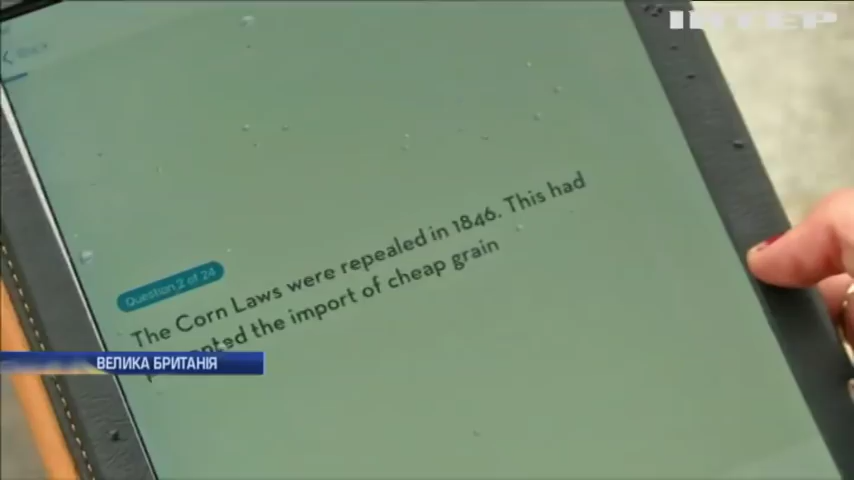 ІНТЕР
Question 2 of 24
The Corn Laws were repealed in 1846. This had
the import of cheap grain
ВЕЛИКА БРИТАНІЯ